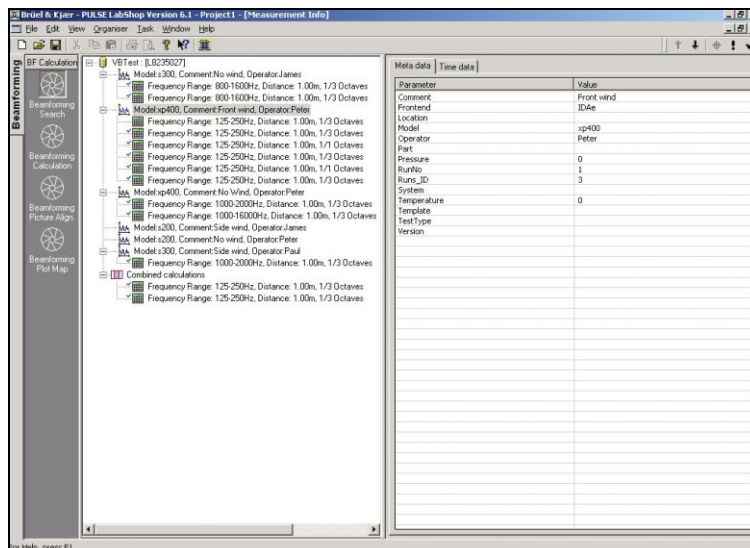 Brüel & Kjær - PULSE LabShop Version 6.1 - Project1 - [Measurement Info]
File Edit View Organiser Task Window Help
Beamforming
BF Calculation
Beamforming Search
Beamforming Calculation
Beamforming Picture Align.
Beamforming Plot Map
VBTest : [LB235027]
Model:s300, Comment:No wind, Operator:James
Frequency Range: 800-1600Hz, Distance: 1.00m, 1/3 Octaves
Frequency Range: 800-1600Hz, Distance: 1.00m, 1/3 Octaves
Model:xp400, Comment:Front wind, Operator:Peter
Frequency Range: 125-250Hz, Distance: 1.00m, 1/3 Octaves
Frequency Range: 125-250Hz, Distance: 1.00m, 1/3 Octaves
Frequency Range: 125-250Hz, Distance: 1.00m, 1/1 Octaves
Frequency Range: 125-250Hz, Distance: 1.00m, 1/3 Octaves
Frequency Range: 125-250Hz, Distance: 1.00m, 1/1 Octaves
Frequency Range: 125-250Hz, Distance: 1.00m, 1/3 Octaves
Model:xp400, Comment:No Wind, Operator:Peter
Frequency Range: 1000-2000Hz, Distance: 1.00m, 1/3 Octaves
Frequency Range: 1000-16000Hz, Distance: 1.00m, 1/3 Octaves
Model:s200, Comment:Side wind, Operator:James
Model:s200, Comment:No wind, Operator:Peter
Model:s300, Comment:Side wind, Operator:Paul
Frequency Range: 1000-2000Hz, Distance: 1.00m, 1/3 Octaves
Combined calculations
Frequency Range: 125-250Hz, Distance: 1.00m, 1/3 Octaves
Frequency Range: 125-250Hz, Distance: 1.00m, 1/3 Octaves
Meta data Time data
Parameter Value
Comment Front wind
Frontend IDAe
Location
Model xp400
Operator Peter
Part
Pressure 0
RunNo 1
Runs_ID 3
System
Temperature 0
Template
TestType
Version
For Help, press F1